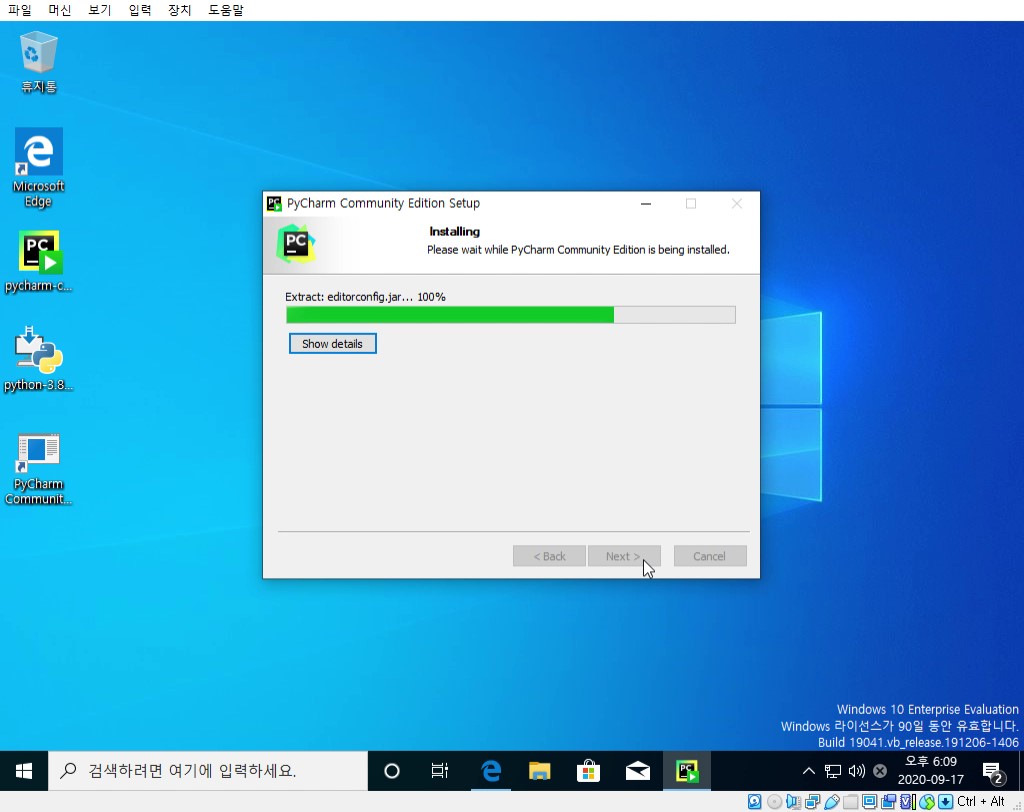 파일 머신 보기 입력 장치 도움말
휴지통
Microsoft
Edge
pycharm-c...
python-3.8...
PyCharm
Communit...
PC PyCharm Community Edition Setup
PC
Installing
Please wait while PyCharm Community Edition is being installed.
Extract: editorconfig.jar... 100%
Show details
< Back Next > Cancel
Windows 10 Enterprise Evaluation
Windows 라이선스가 90일 동안 유효합니다.
Build 19041.vb_release.191206-1406
검색하려면 여기에 입력하세요.
오후 6:09
2020-09-17
2
Ctrl + Alt